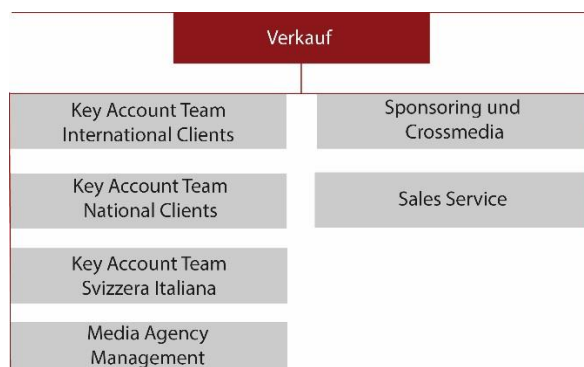 Verkauf
Key Account Team
International Clients
Key Account Team
National Clients
Key Account Team
Svizzera Italiana
Media Agency
Management
Sponsoring und
Crossmedia
Sales Service